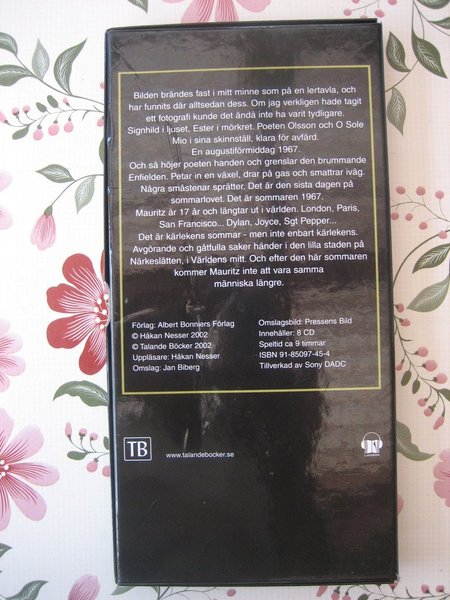 Bilden brändes fast i mitt minne som på en lertavla, och
har funnits där alltsedan dess. Om jag verkligen hade tagit
ett fotografi kunde det ändå inte ha varit tydligare.
Signhild i ljuset, Ester i mörkret. Poeten Olsson och O Sole
Mio i sina skinnställ, klara för avfärd.
En augustiförmiddag 1967.
Och så höjer poeten handen och grenslar den brummande
Enfielden. Petar in en växel, drar på gas och smattrar iväg.
Några småstenar sprätter. Det är den sista dagen på
sommarlovet. Det är sommaren 1967.
Mauritz är 17 år och längtar ut i världen. London, Paris,
San Francisco... Dylan, Joyce, Sgt Pepper...
Det är kärlekens sommar - men inte enbart kärlekens.
Avgörande och gåtfulla saker händer i den lilla staden på
Närkeslätten, i Världens mitt. Och efter den här sommaren
kommer Mauritz inte att vara samma
människa längre.
Förlag: Albert Bonniers Förlag
© Håkan Nesser 2002
© Talande Böcker 2002
Uppläsare: Håkan Nesser
Omslag: Jan Biberg
Omslagsbild: Pressens Bild
Innehåller: 8 CD
Speltid ca 9 timmar
ISBN 91-85097-45-4
Tillverkad av Sony DADC
TB
www.talandebocker.se